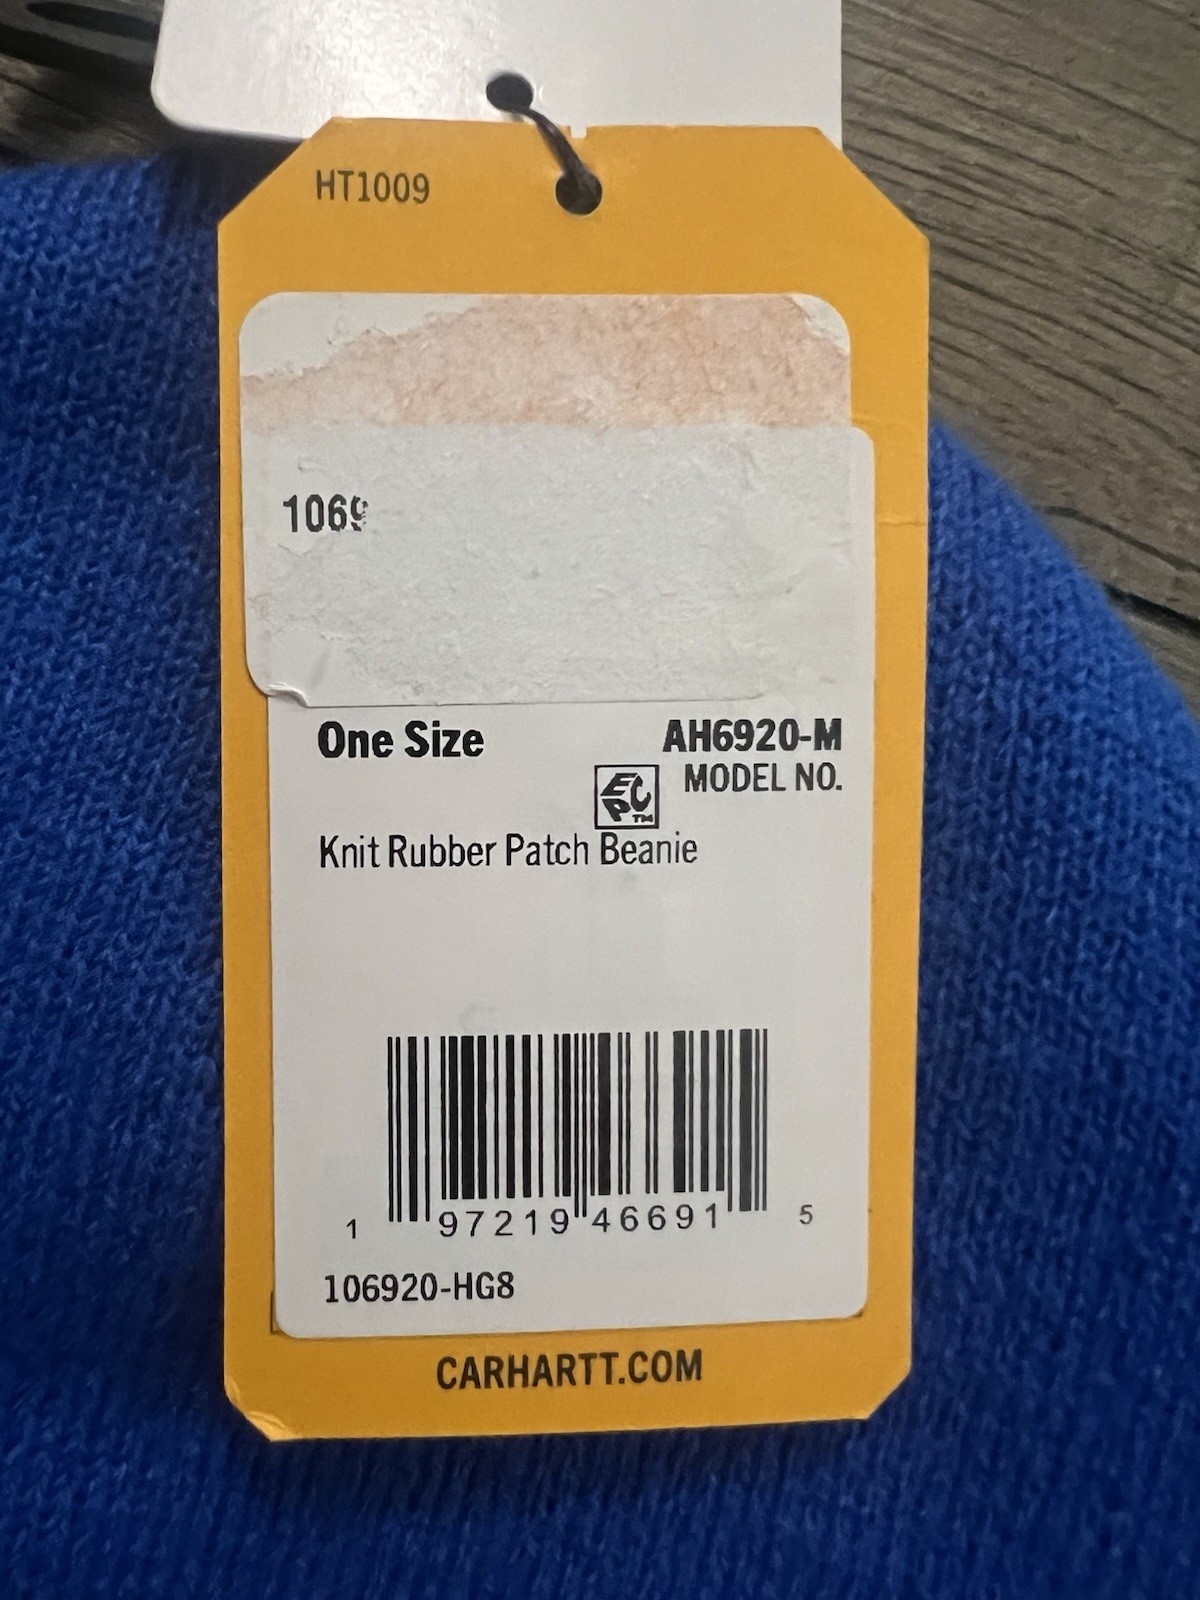 HT1009
1069
One Size
AH6920-M
MODEL NO.
ECPC™
Knit Rubber Patch Beanie
1 97219 46691 5
106920-HG8
CARHARTT.COM